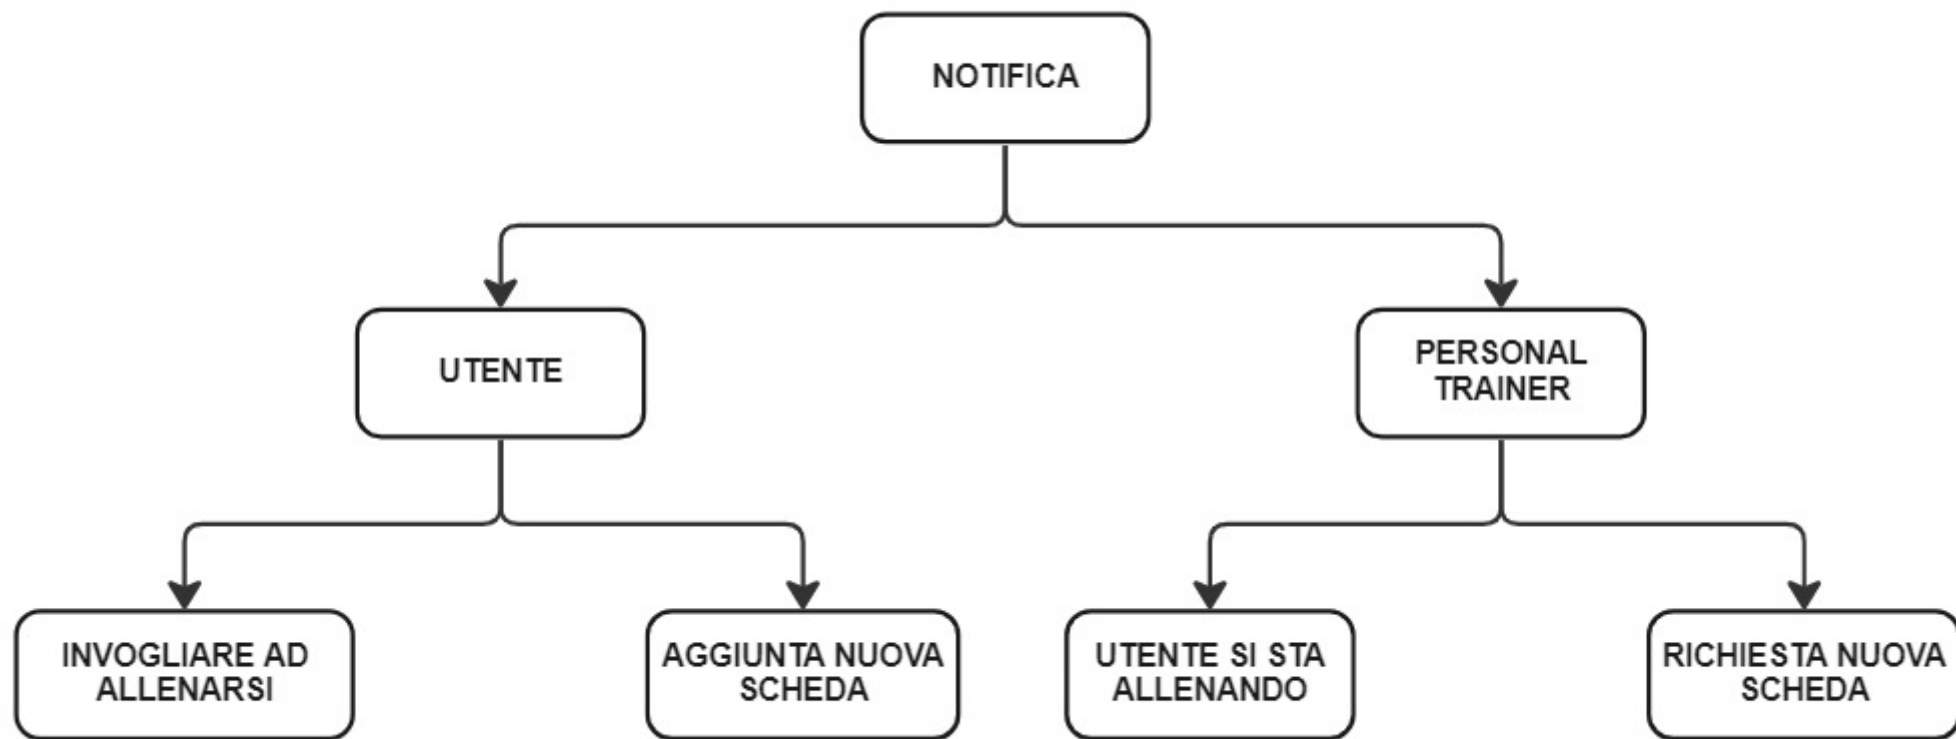 NOTIFICA
UTENTE
PERSONAL
TRAINER
INVOGLIARE AD
ALLENARSI
AGGIUNTA NUOVA
SCHEDA
UTENTE SI STA
ALLENANDO
RICHIESTA NUOVA
SCHEDA